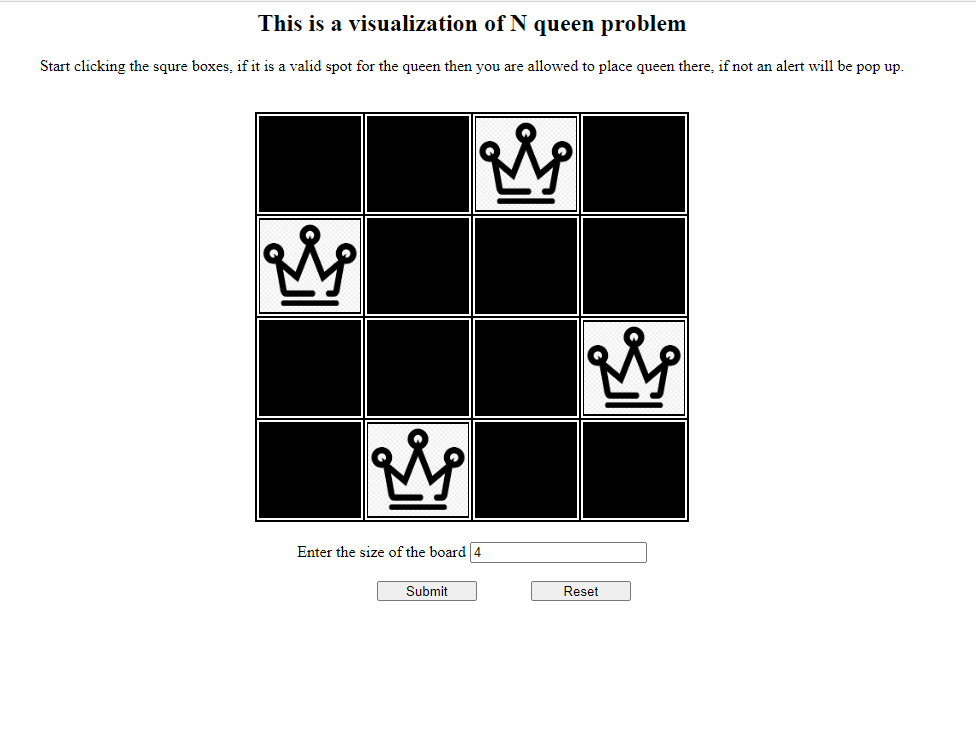 This is a visualization of N queen problem
Start clicking the squre boxes, if it is a valid spot for the queen then you are allowed to place queen there, if not an alert will be pop up.
Enter the size of the board 4
Submit Reset